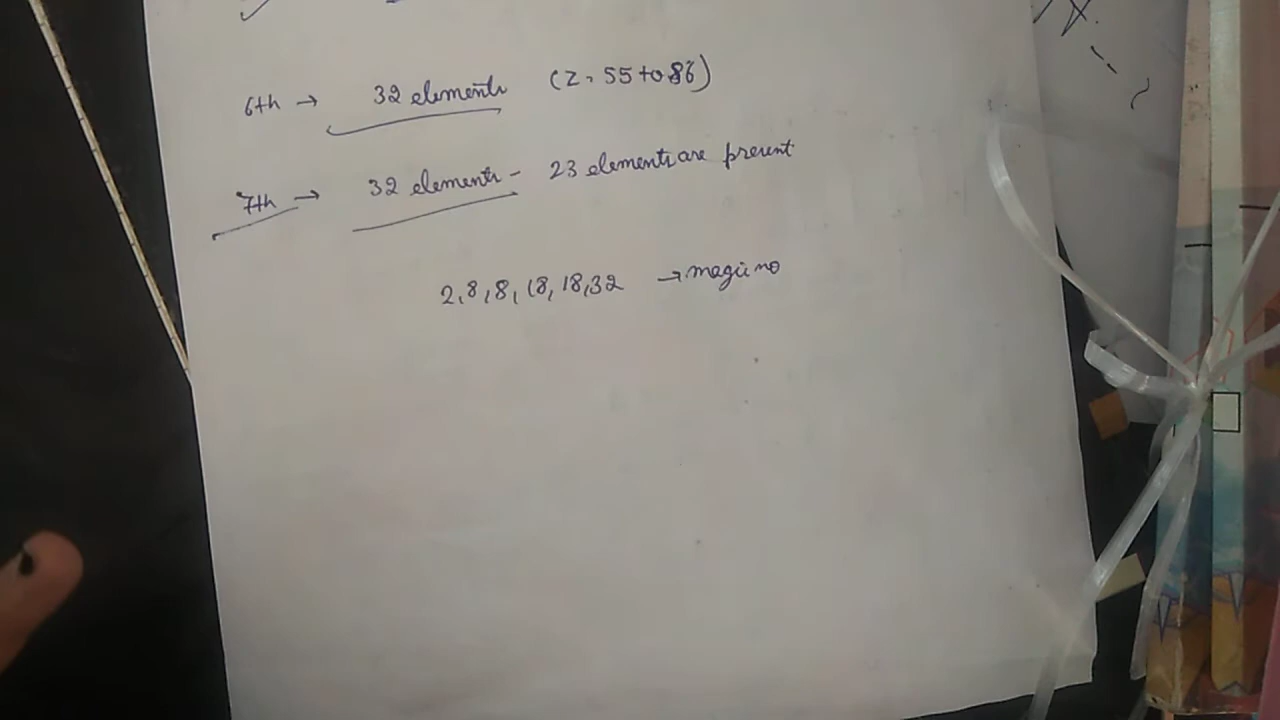 6th → 32 elements (Z = 55 to 86)
7th → 32 elements - 23 elements are present
2, 8, 8, 18, 18, 32 → magic no